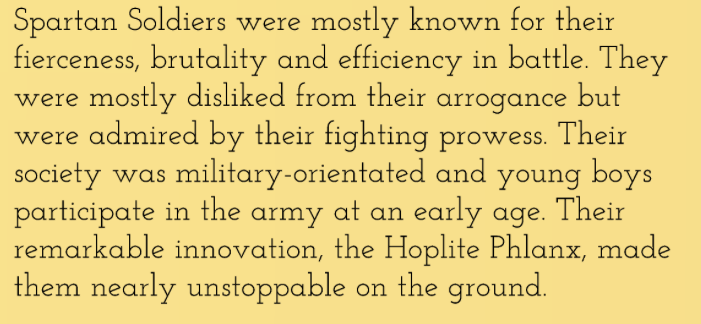 Spartan Soldiers were mostly known for their
fierceness, brutality and efficiency in battle. They
were mostly disliked from their arrogance but
were admired by their fighting prowess. Their
society was military-orientated and young boys
participate in the army at an early age. Their
remarkable innovation, the Hoplite Phlanx, made
them nearly unstoppable on the ground.